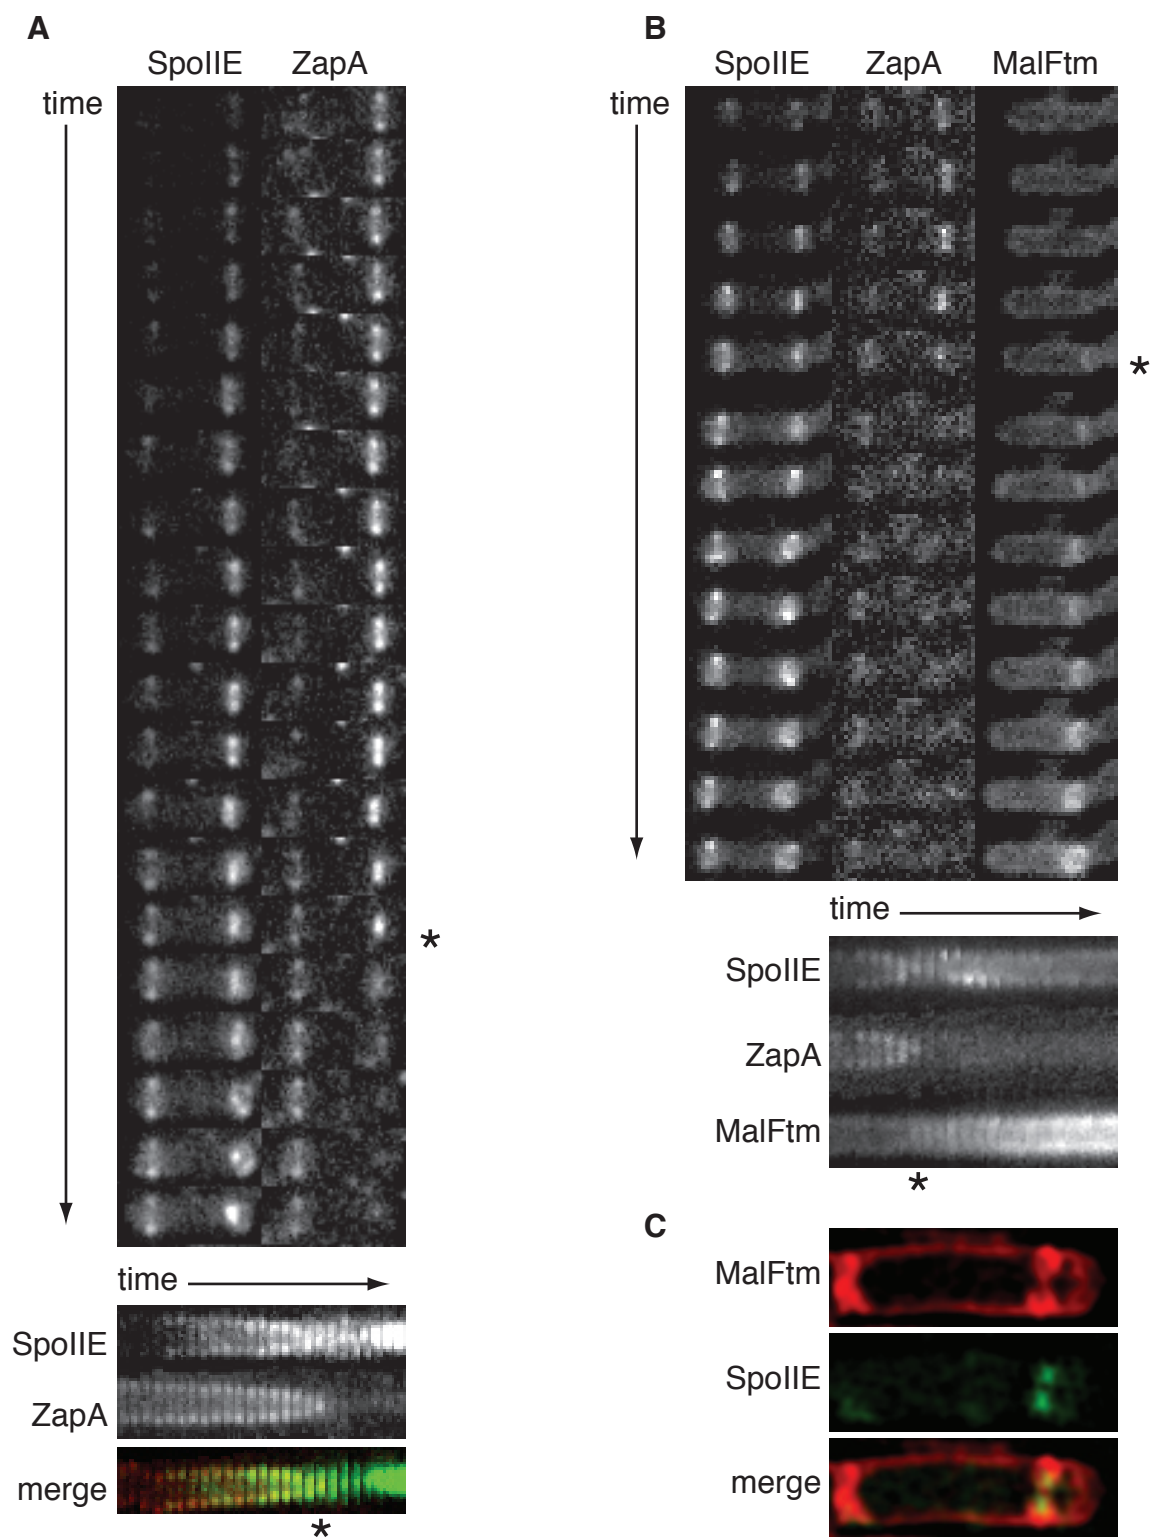 A
SpoIIE ZapA
time
*
time
SpoIIE
ZapA
merge
*
B
SpoIIE ZapA MalFtm
time
*
time
SpoIIE
ZapA
MalFtm
*
C
MalFtm
SpoIIE
merge